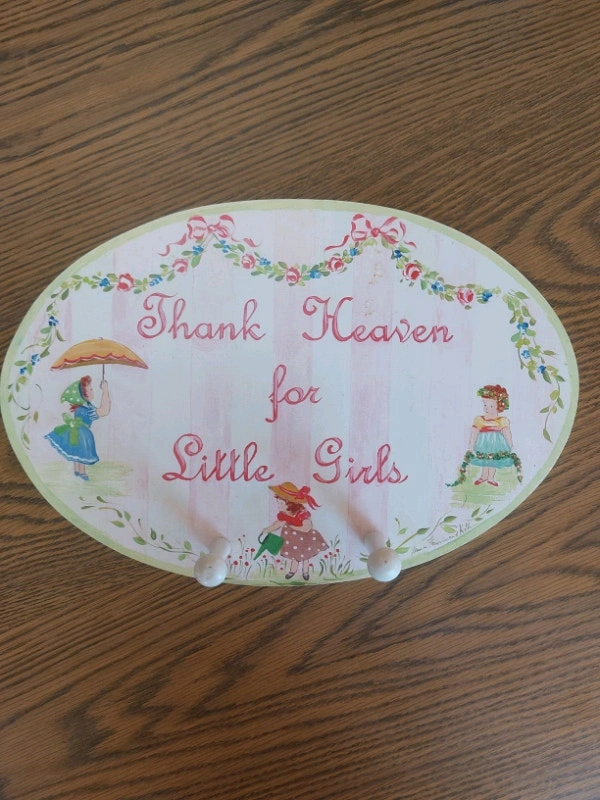 Thank Heaven
for
Little Girls